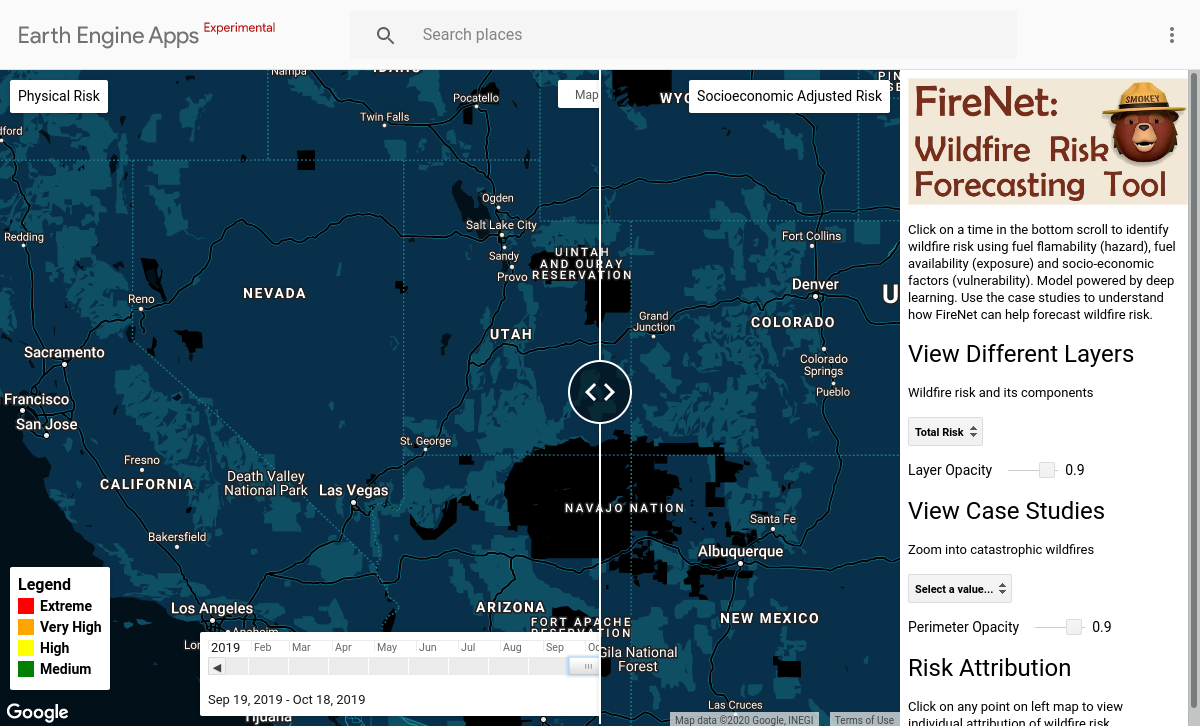 Earth Engine Apps Experimental
Search places
Physical Risk
Map
Socioeconomic Adjusted Risk
Nampa
IDAHO
Pocatello
Twin Falls
Ogden
Salt Lake City
Sandy
Provo
UINTAH
AND OURAY
RESERVATION
Redding
Reno
NEVADA
UTAH
Sacramento
Francisco
San Jose
Fresno
CALIFORNIA
Death Valley
National Park
Las Vegas
St. George
Bakersfield
Los Angeles
Anaheim
Tijuana
ARIZONA
FORT APACHE
RESERVATION
NAVAJO NATION
Fort Collins
Denver
Grand
Junction
COLORADO
Colorado
Springs
Pueblo
Santa Fe
Albuquerque
NEW MEXICO
Gila National
Forest
Las Cruces
Legend
Extreme
Very High
High
Medium
2019 Feb Mar Apr May Jun Jul Aug Sep
Sep 19, 2019 - Oct 18, 2019
Google
Map data ©2020 Google, INEGI
Terms of Use
FireNet:
Wildfire Risk
Forecasting Tool
SMOKEY
Click on a time in the bottom scroll to identify
wildfire risk using fuel flamability (hazard), fuel
availability (exposure) and socio-economic
factors (vulnerability). Model powered by deep
learning. Use the case studies to understand
how FireNet can help forecast wildfire risk.
View Different Layers
Wildfire risk and its components
Total Risk
Layer Opacity 0.9
View Case Studies
Zoom into catastrophic wildfires
Select a value...
Perimeter Opacity 0.9
Risk Attribution
Click on any point on left map to view
individual attribution of wildfire risk